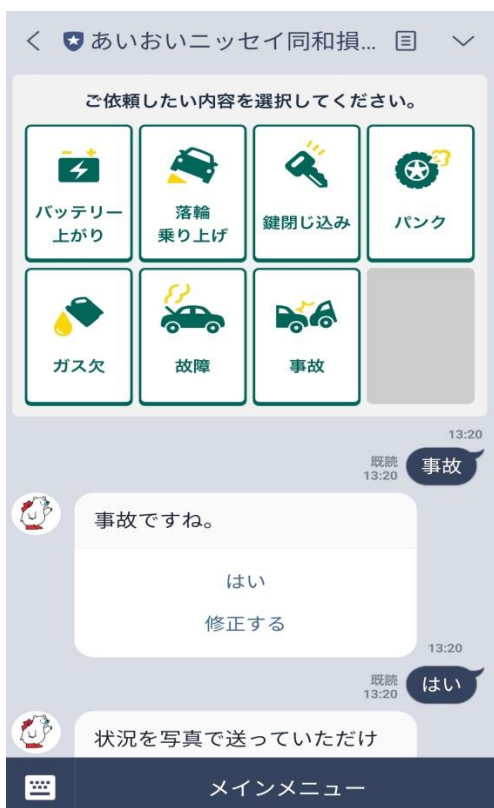 あいおいニッセイ同和損...
ご依頼したい内容を選択してください。
バッテリー
上がり
落輪
乗り上げ
鍵閉じ込み
パンク
ガス欠
故障
事故
13:20
既読
13:20
事故
事故ですね。
はい
修正する
13:20
既読
13:20
はい
状況を写真で送っていただけ
メインメニュー